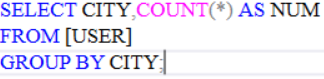 SELECT CITY,COUNT(*) AS NUM
FROM [USER]
GROUP BY CITY;